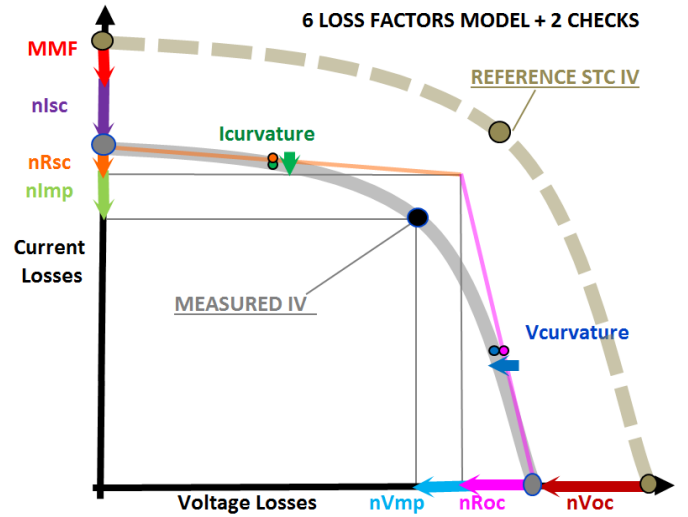 6 LOSS FACTORS MODEL + 2 CHECKS
MMF
REFERENCE STC IV
nIsc
Icurvature
nRsc
nImp
Current
Losses
MEASURED IV
Vcurvature
Voltage Losses
nVmp
nRoc
nVoc